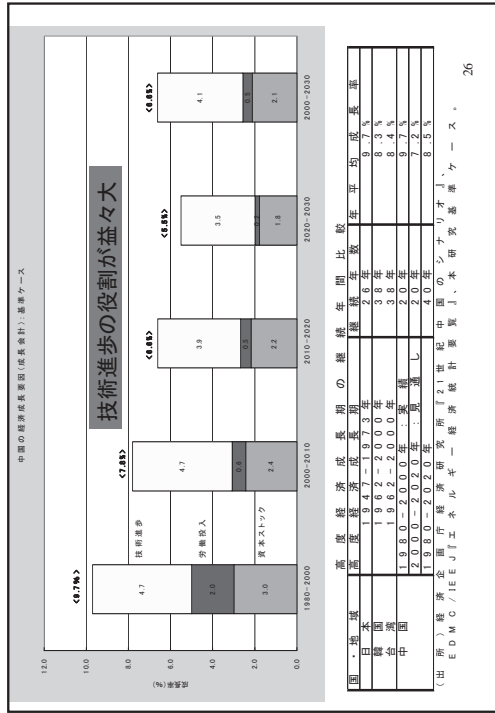 中国の経済成長要因(成長会計):基準ケース
技術進歩の役割が益々大
成長率(%)
12.0
10.0
8.0
6.0
4.0
2.0
0.0
<9.7%>
4.7
2.0
3.0
1980-2000
技術進歩
労働投入
資本ストック
<7.8%>
4.7
0.6
2.4
2000-2010
3.9
0.5
2.2
2010-2020
3.5
0.2
1.8
2020-2030
4.1
0.5
2.1
2000-2030
高度経済成長期の継続年間比較
国・地域 高度経済成長期 継続年数 年平均成長率
日本 1947-1973年 26年 9.7%
韓国 1962-2000年 38年 8.3%
台湾 1962-2000年 38年 8.4%
中国 1980-2000年:実績 20年 9.7%
2000-2020年:見通し 20年 7.2%
1980-2020年 40年 8.5%
(出所)経済企画庁経済研究所『21世紀中国のシナリオ』、
EDMC/IEEJ『エネルギー経済統計要覧』、本研究基準ケース。
26